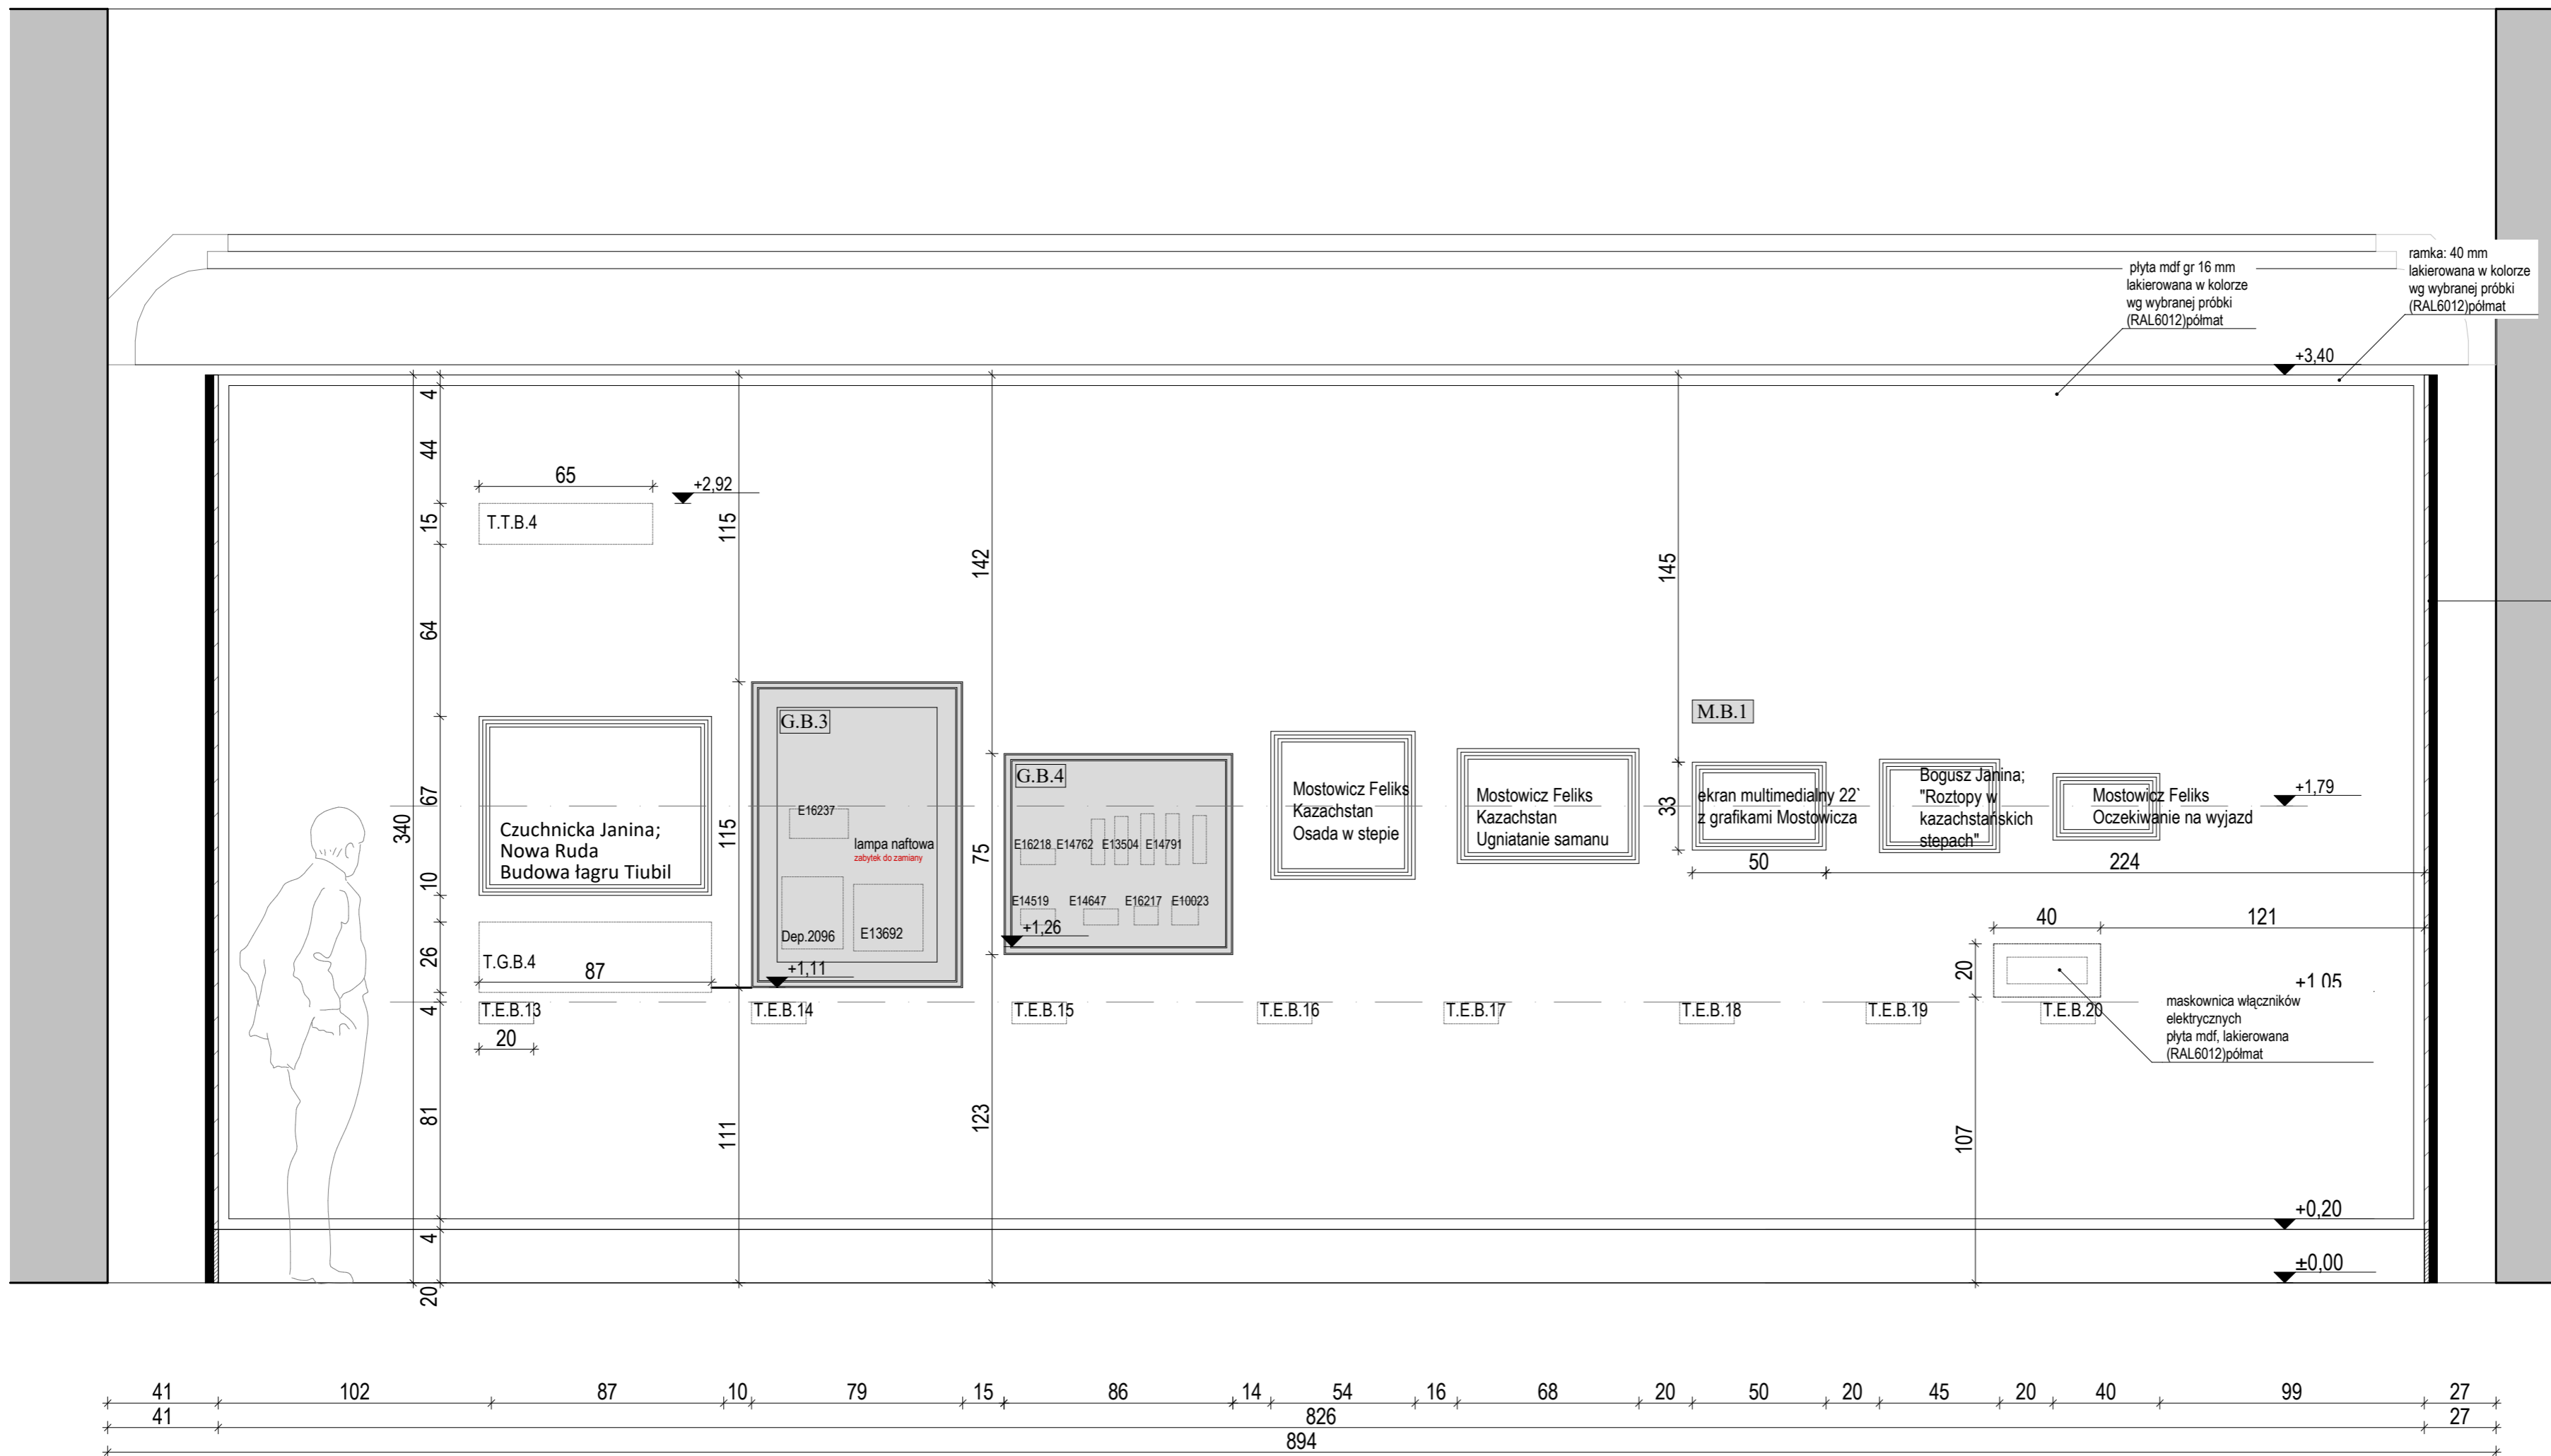 ramka: 40 mm
lakierowana w kolorze
wg wybranej próbki
(RAL6012)półmat
płyta mdf gr 16 mm
lakierowana w kolorze
wg wybranej próbki
(RAL6012)półmat
+3,40
4
44
65
+2,92
T.T.B.4
15
115
142
145
64
G.B.3
M.B.1
G.B.4
340
67
115
75
33
E16237
lampa naftowa
zabytek do zamiany
Czuchnicka Janina;
Nowa Ruda
Budowa łagru Tiubil
E16218
E14762
E13504
E14791
Mostowicz Feliks
Kazachstan
Osada w stepie
Mostowicz Feliks
Kazachstan
Ugniatanie samanu
ekran multimedialny 22`
z grafikami Mostowicza
Bogusz Janina;
"Roztopy w
kazachstańskich
stepach"
Mostowicz Feliks
Oczekiwanie na wyjazd
+1,79
50
224
10
E14519
E14647
E16217
E10023
+1,26
Dep.2096
E13692
40
121
26
T.G.B.4
87
+1,11
20
+1,05
4
T.E.B.13
T.E.B.14
T.E.B.15
T.E.B.16
T.E.B.17
T.E.B.18
T.E.B.19
T.E.B.20
20
maskownica włączników
elektrycznych
płyta mdf, lakierowana
(RAL6012)półmat
81
111
123
107
+0,20
4
±0,00
20
41 102 87 10 79 15 86 14 54 16 68 20 50 20 45 20 40 99 27
41 826 27
894